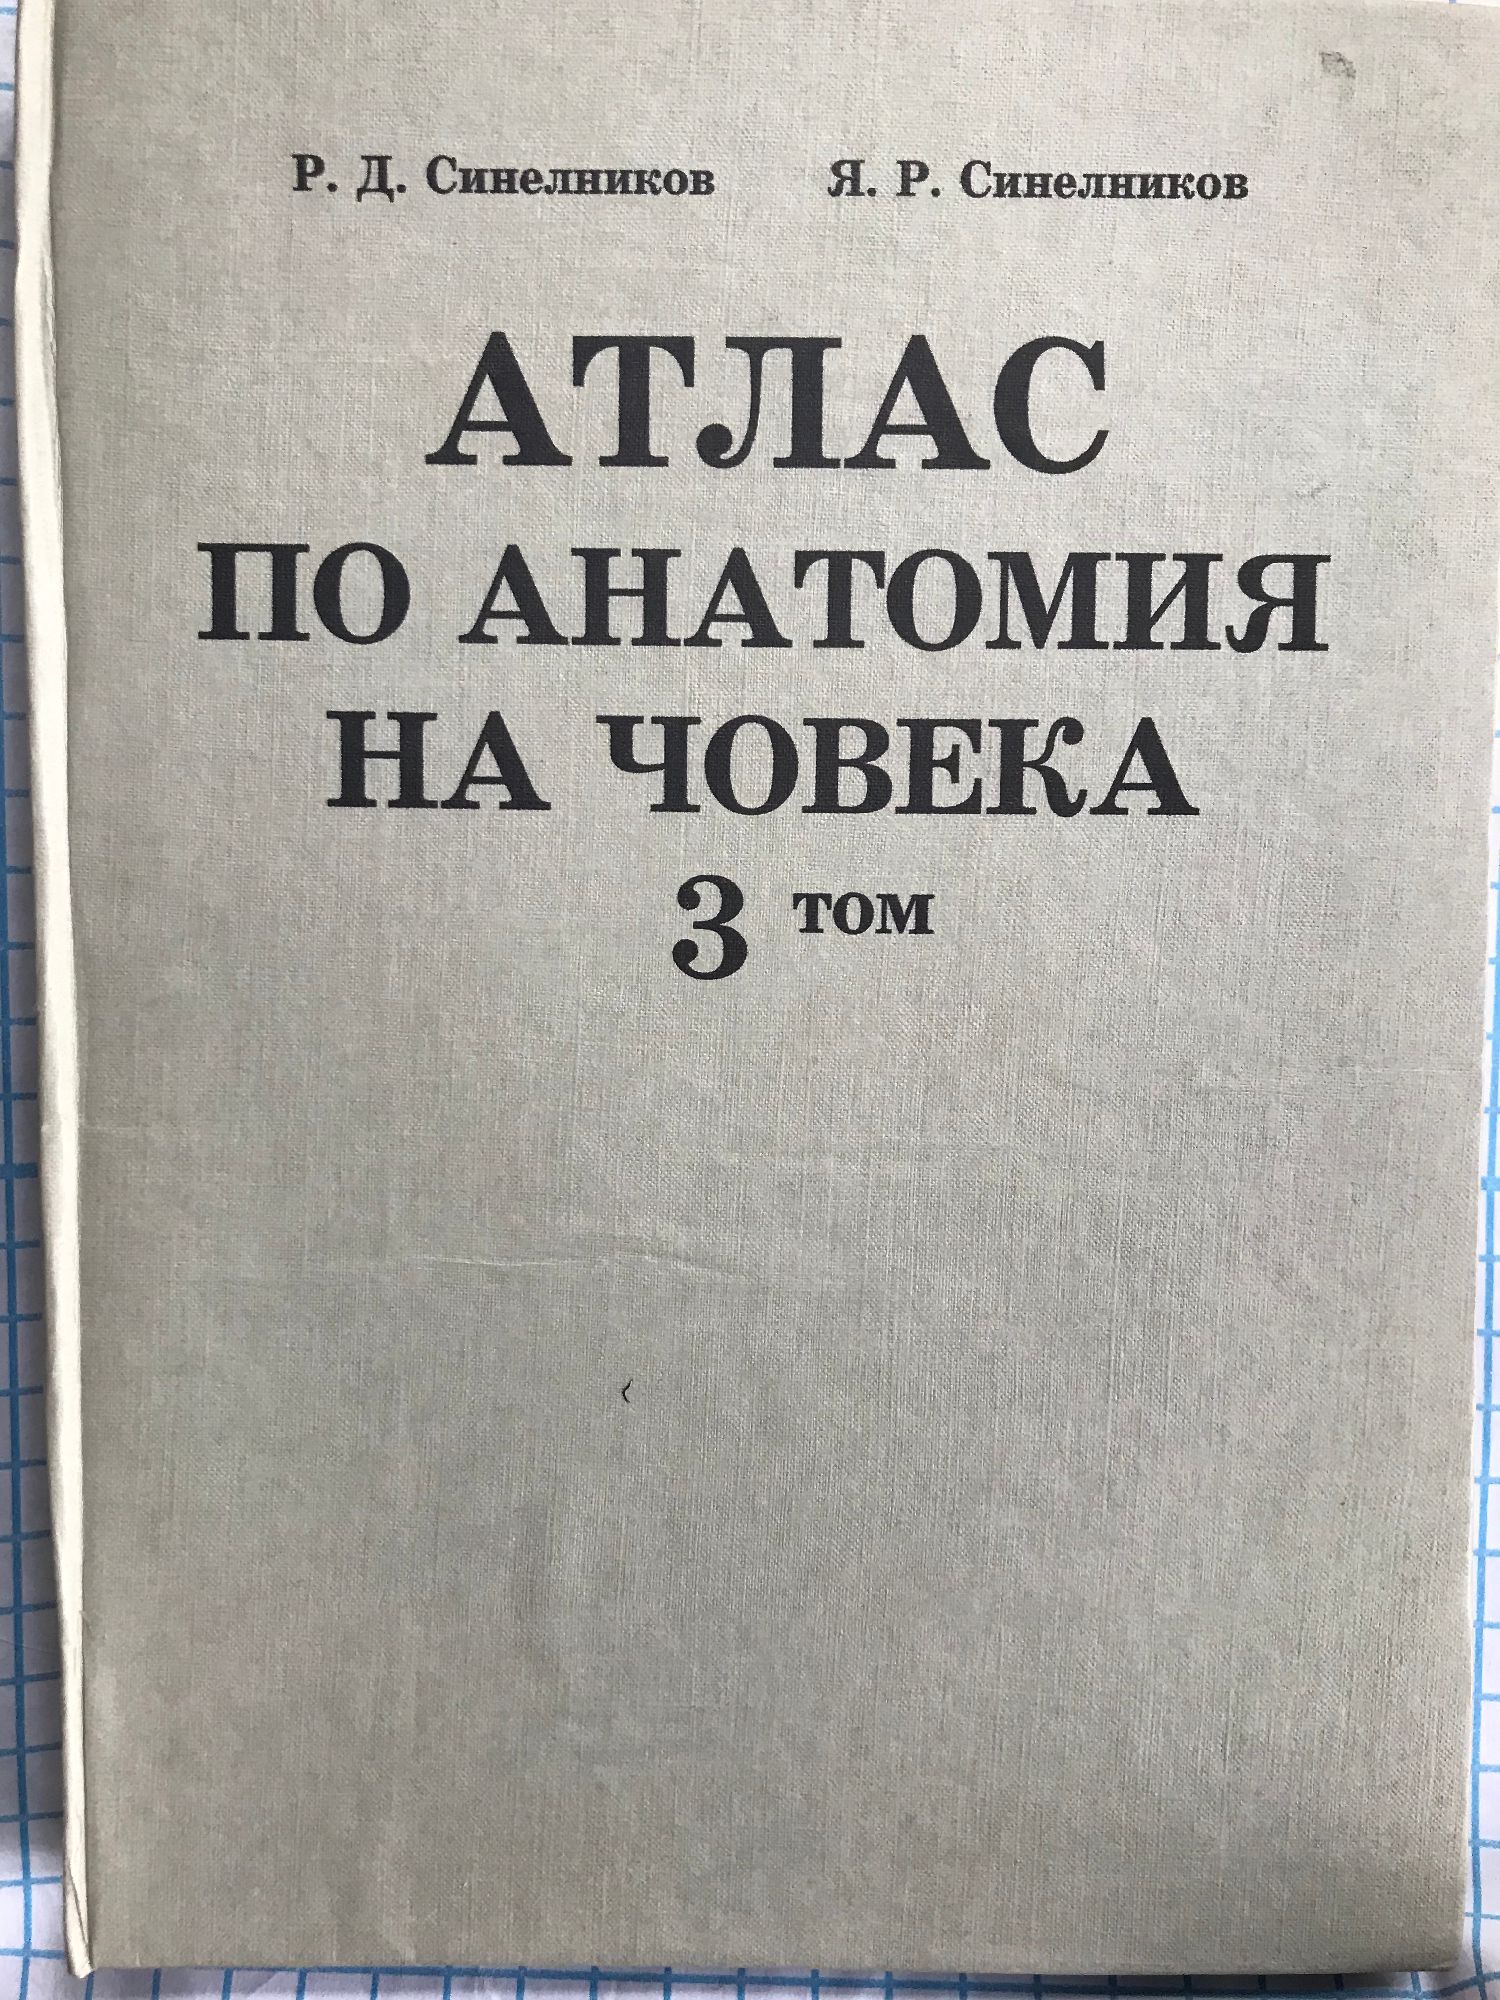 Р. Д. Синелников Я. Р. Синелников
АТЛАС
ПО АНАТОМИЯ
НА ЧОВЕКА
3 том